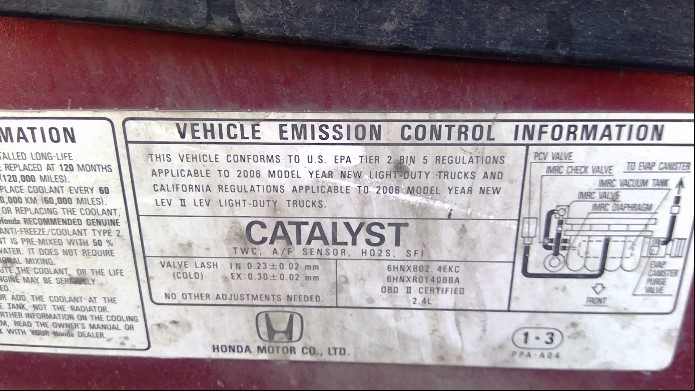 MATION
TALLED LONG-LIFE
REPLACED AT 120 MONTHS
(120,000 MILES).
PLACE COOLANT EVERY 60
0,000 KM (60,000 MILES).
OR REPLACING THE COOLANT,
Honda RECOMMENDED GENUINE
ANTI-FREEZE/COOLANT TYPE 2.
NT IS PRE-MIXED WITH 50 %
WATER. IT DOES NOT REQUIRE
IONAL MIXING.
UTE THE COOLANT, OR THE LIFE
NGINE MAY BE SERIOUSLY
ED.
OR ADD THE COOLANT AT THE
E TANK, NOT THE RADIATOR.
URTHER INFORMATION ON THE COOLING
M, READ THE OWNER'S MANUAL OR
K WITH YOUR Honda DEALER.
VEHICLE EMISSION CONTROL INFORMATION
THIS VEHICLE CONFORMS TO U.S. EPA TIER 2 BIN 5 REGULATIONS
APPLICABLE TO 2006 MODEL YEAR NEW LIGHT-DUTY TRUCKS AND
CALIFORNIA REGULATIONS APPLICABLE TO 2006 MODEL YEAR NEW
LEV II LEV LIGHT-DUTY TRUCKS.
CATALYST
TWC, A/F SENSOR, HO2S, SFI
VALVE LASH IN:0.23±0.02 mm
(COLD) EX:0.30±0.02 mm
NO OTHER ADJUSTMENTS NEEDED.
6HNXB02.4EKC
6HNXR0140BBA
OBD II CERTIFIED
2.4L
PCV VALVE
TO EVAP CANISTER
IMRC CHECK VALVE
IMRC VACUUM TANK
IMRC VALVE
IMRC DIAPHRAGM
EVAP
CANISTER
PURGE
VALVE
FRONT
HONDA MOTOR CO., LTD.
1-3
PPA-A04